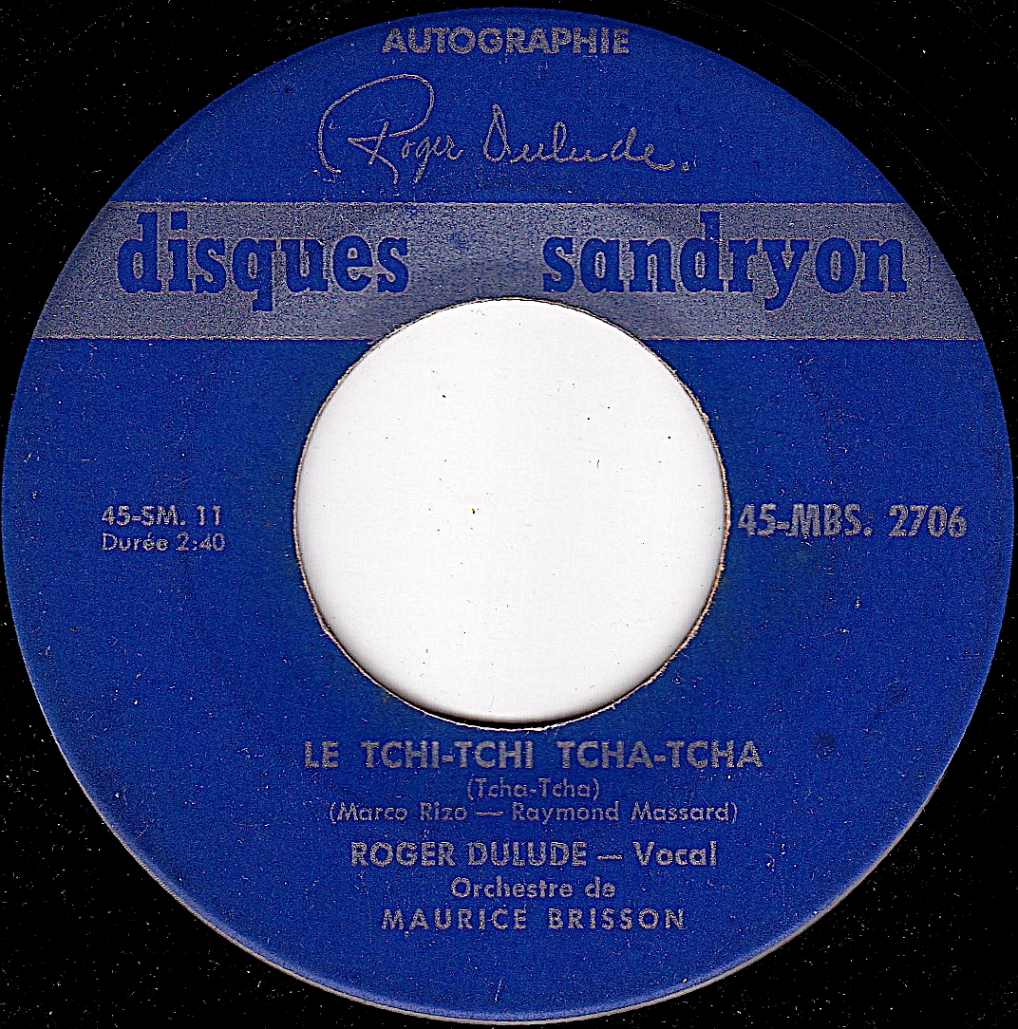 AUTOGRAPHIE
Roger Dulude.
disques sandryon
45-SM. 11
Durée 2:40
45-MBS. 2706
LE TCHI-TCHI TCHA-TCHA
(Tcha-Tcha)
(Marco Rizo — Raymond Massard)
ROGER DULUDE — Vocal
Orchestre de
MAURICE BRISSON